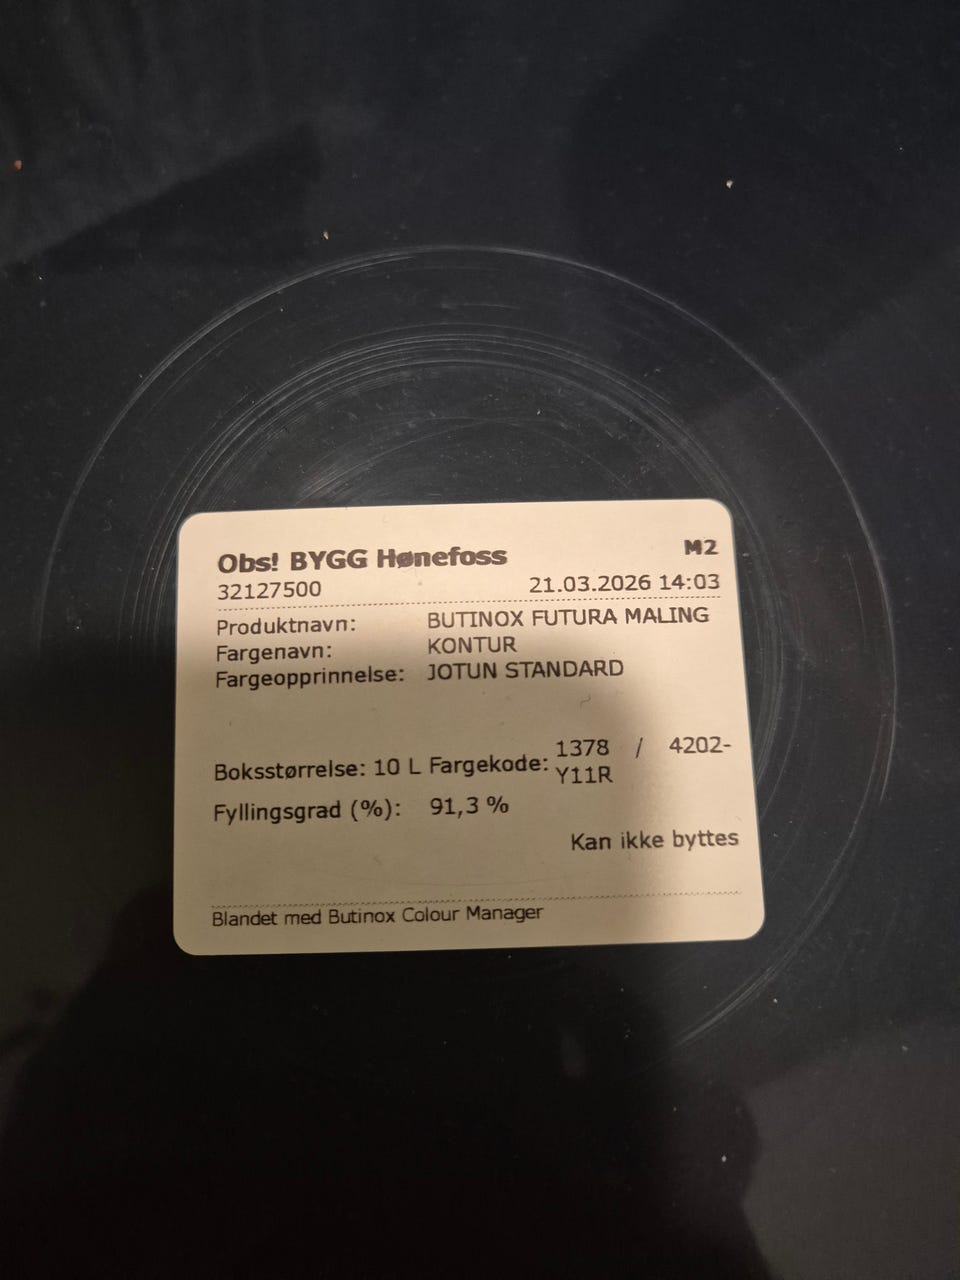 Obs! BYGG Hønefoss M2
32127500 21.03.2026 14:03
Produktnavn: BUTINOX FUTURA MALING
Fargenavn: KONTUR
Fargeopprinnelse: JOTUN STANDARD
Boksstørrelse: 10 L Fargekode: 1378 / 4202-
Y11R
Fyllingsgrad (%): 91,3 %
Kan ikke byttes
Blandet med Butinox Colour Manager